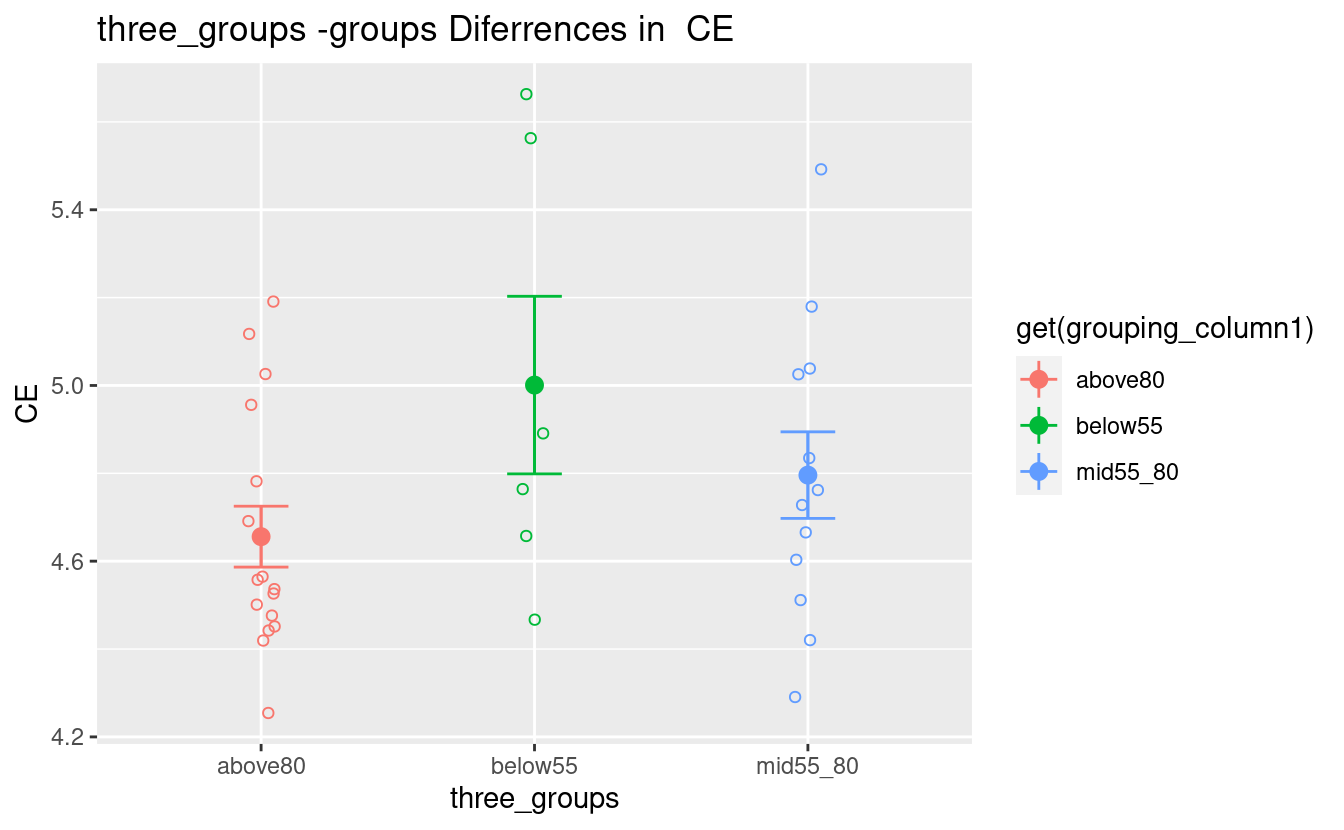 three_groups -groups Diferrences in  CE
5.4
5.0
4.6
4.2
CE
above80
below55
mid55_80
three_groups
get(grouping_column1)
above80
below55
mid55_80